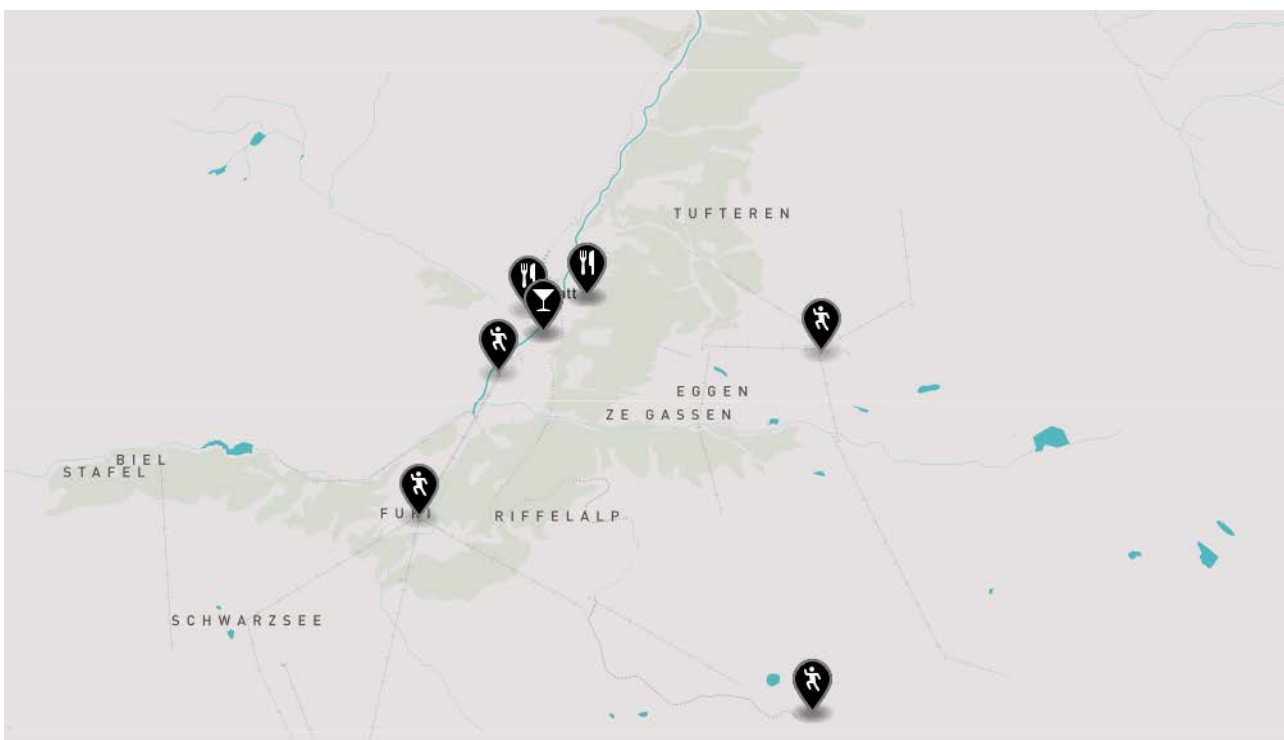 TUFTEREN
EGGEN
ZE GASSEN
BIEL
STAFEL
RIFFELALP
SCHWARZSEE